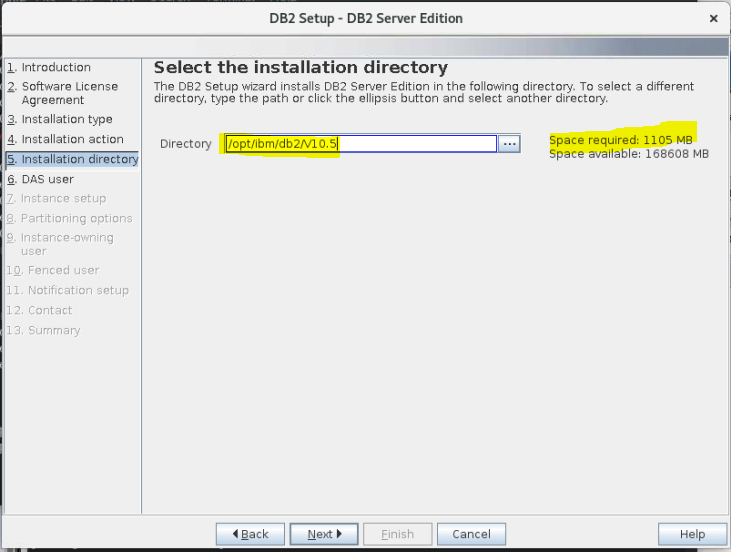 DB2 Setup - DB2 Server Edition
1. Introduction
2. Software License
Agreement
3. Installation type
4. Installation action
5. Installation directory
6. DAS user
7. Instance setup
8. Partitioning options
9. Instance-owning
user
10. Fenced user
11. Notification setup
12. Contact
13. Summary
Select the installation directory
The DB2 Setup wizard installs DB2 Server Edition in the following directory. To select a different
directory, type the path or click the ellipsis button and select another directory.
Directory /opt/ibm/db2/V10.5 ... Space required: 1105 MB
Space available: 168608 MB
Back Next Finish Cancel Help